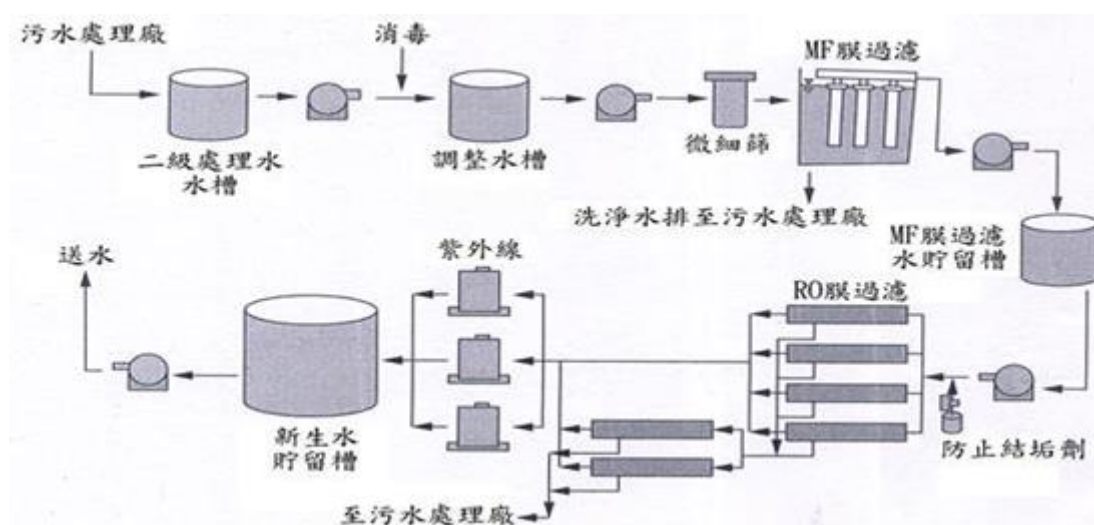 污水處理廠
消毒
MF膜過濾
二級處理水
水槽
調整水槽
微細篩
洗淨水排至污水處理廠
MF膜過濾
水貯留槽
送水
紫外線
RO膜過濾
新生水
貯留槽
防止結垢劑
至污水處理廠